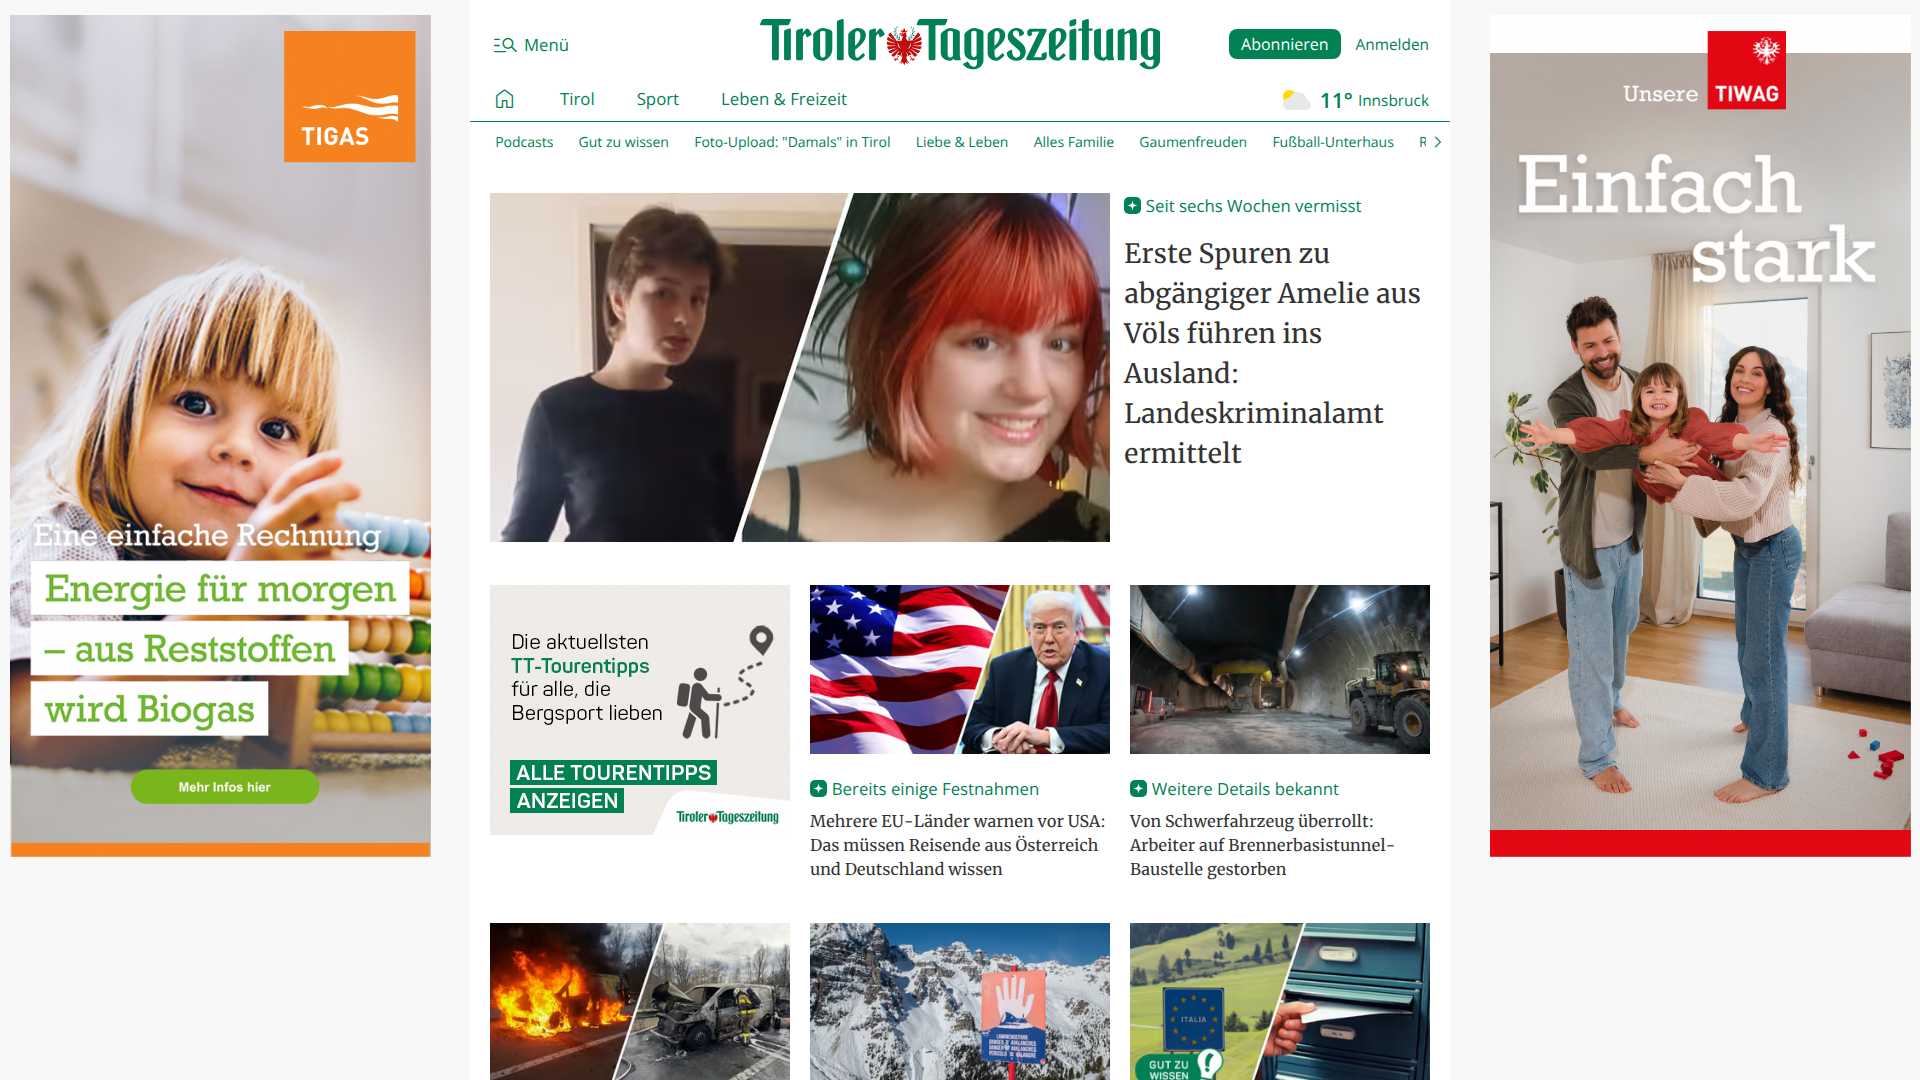 Menü
Tiroler Tageszeitung
Abonnieren
Anmelden
Tirol
Sport
Leben & Freizeit
11° Innsbruck
Podcasts
Gut zu wissen
Foto-Upload: "Damals" in Tirol
Liebe & Leben
Alles Familie
Gaumenfreuden
Fußball-Unterhaus
TIGAS
Eine einfache Rechnung
Energie für morgen
– aus Reststoffen
wird Biogas
Mehr Infos hier
Seit sechs Wochen vermisst
Erste Spuren zu
abgängiger Amelie aus
Völs führen ins
Ausland:
Landeskriminalamt
ermittelt
Unsere TIWAG
Einfach
stark
Die aktuellsten
TT-Tourentipps
für alle, die
Bergsport lieben
ALLE TOURENTIPPS
ANZEIGEN
Tiroler Tageszeitung
Bereits einige Festnahmen
Mehrere EU-Länder warnen vor USA:
Das müssen Reisende aus Österreich
und Deutschland wissen
Weitere Details bekannt
Von Schwerfahrzeug überrollt:
Arbeiter auf Brennerbasistunnel-
Baustelle gestorben
ITALIA
GUT ZU
WISSEN